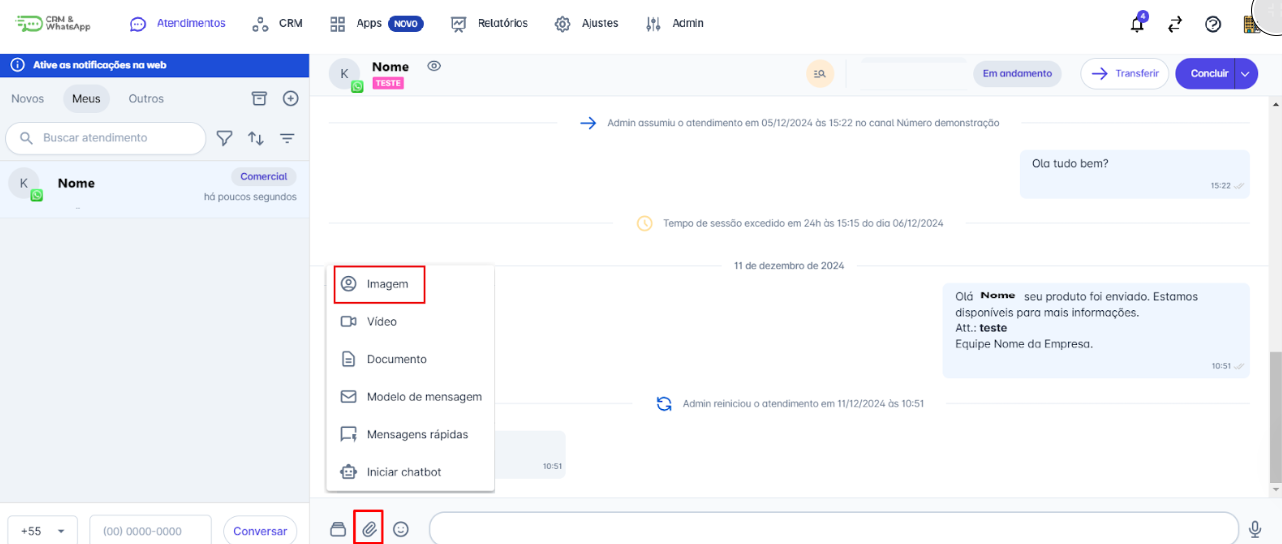 CRM &
WhatsApp
Atendimentos
CRM
Apps
NOVO
Relatórios
Ajustes
Admin
4
Ative as notificações na web
Novos
Meus
Outros
Buscar atendimento
K
Nome
Comercial
há poucos segundos
+55
(00) 0000-0000
Conversar
K
Nome
TESTE
Em andamento
Transferir
Concluir
Admin assumiu o atendimento em 05/12/2024 às 15:22 no canal Número demonstração
Ola tudo bem?
15:22
Tempo de sessão excedido em 24h às 15:15 do dia 06/12/2024
11 de dezembro de 2024
Olá Nome seu produto foi enviado. Estamos
disponíveis para mais informações.
Att.: teste
Equipe Nome da Empresa.
10:51
Admin reiniciou o atendimento em 11/12/2024 às 10:51
10:51
Imagem
Vídeo
Documento
Modelo de mensagem
Mensagens rápidas
Iniciar chatbot